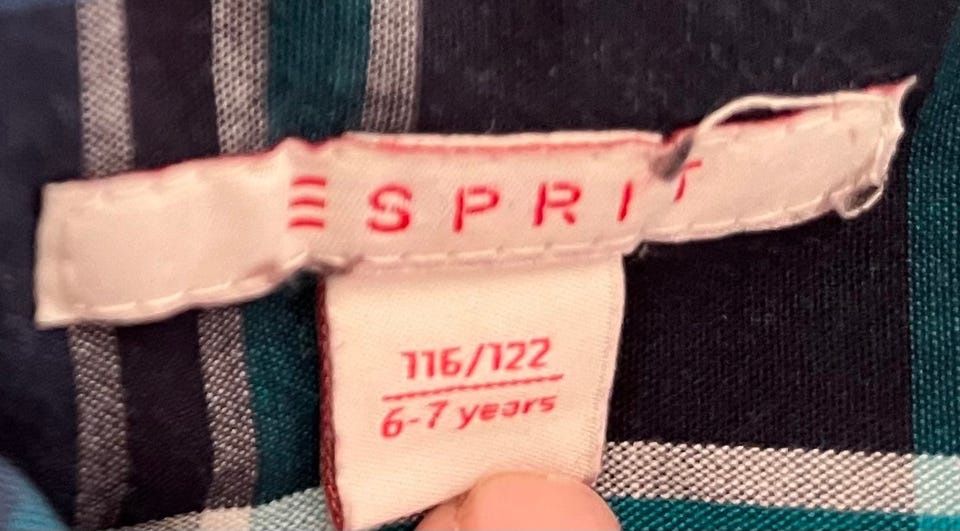 ESPRIT
116/122
6-7 years